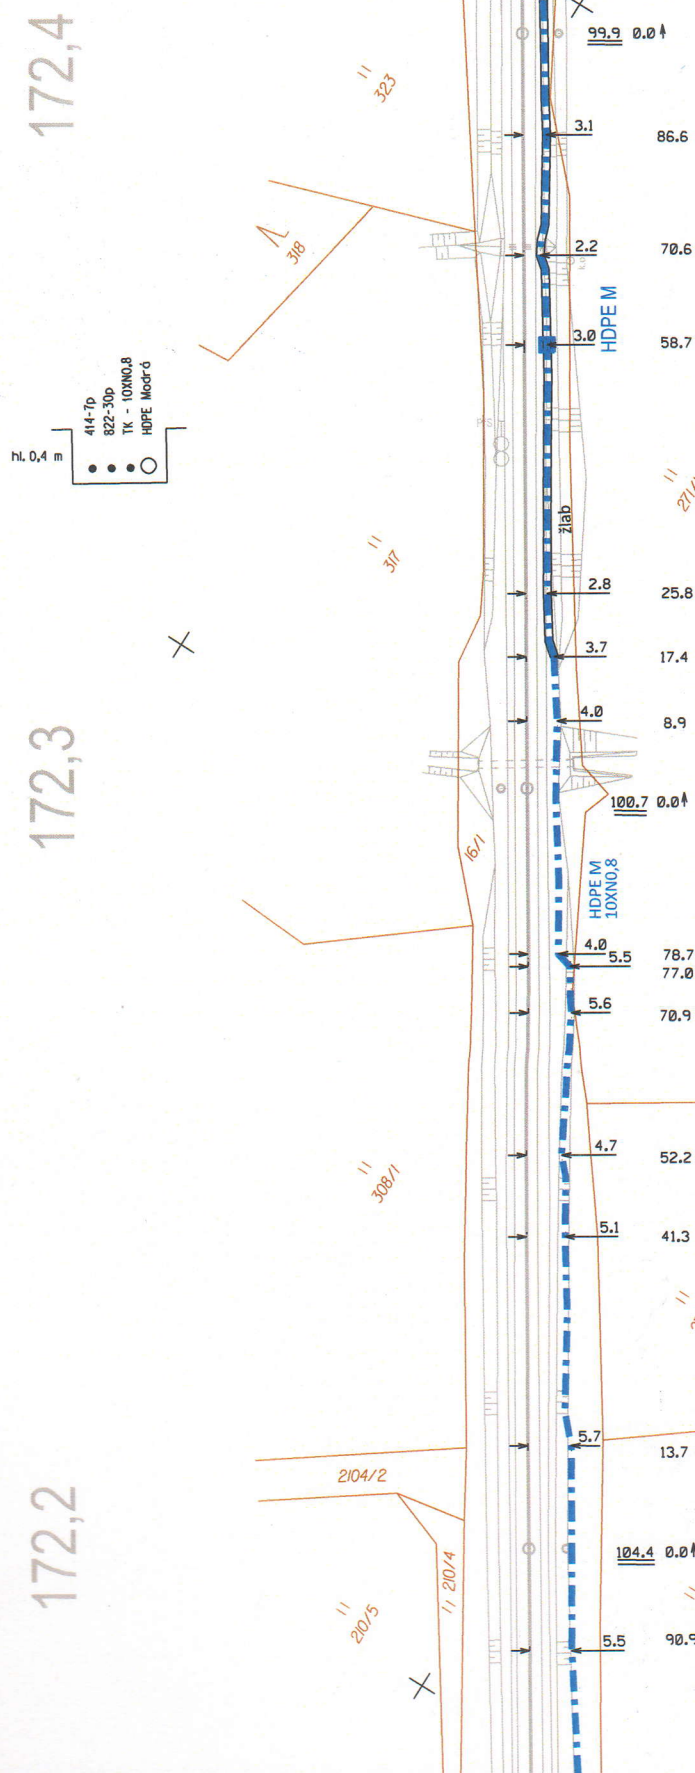 172,4
99.9 0.0
323
3.1 86.6
318
2.2 70.6
HDPE M
3.0 58.7
414-7p
822-30p
TK - 10XN0,8
HDPE Modrá
hl. 0,4 m
PS
žlab
317
2.8 25.8
3.7 17.4
4.0 8.9
172,3
100.7 0.0
16/1
HDPE M
10XN0,8
4.0 78.7
5.5 77.0
5.6 70.9
4.7 52.2
308/1
5.1 41.3
5.7 13.7
2104/2
172,2
104.4 0.0
210/4
210/5
5.5 90.9